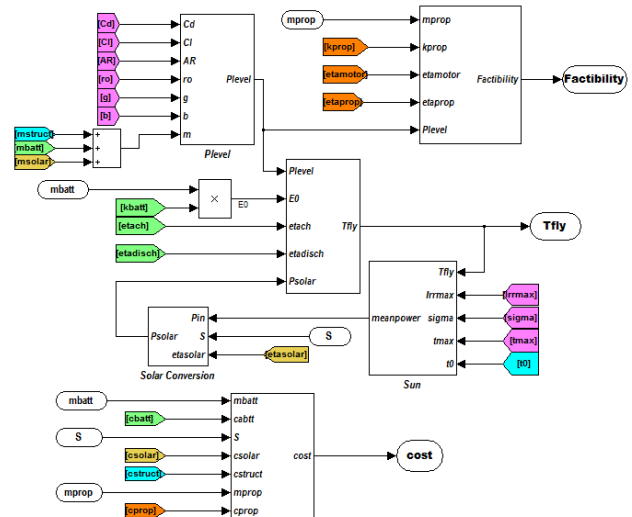 [Cd]
Cd
[Cl]
Cl
[AR]
AR
[ro]
ro
Plevel
[g]
g
[b]
b
[mstruct]
[mbatt]
[msolar]
+
+
+
m
Plevel
mprop
mprop
[kprop]
kprop
[etamotor]
etamotor
Factibility
Factibility
[etaprop]
etaprop
Plevel
mbatt
[kbatt]
×
E0
[etach]
[etadisch]
Plevel
E0
etach
Tfly
etadisch
Psolar
Tfly
Tfly
Irrmax
[Irrmax]
meanpower
sigma
[sigma]
tmax
[tmax]
t0
[t0]
Sun
Pin
Psolar
S
S
etasolar
[etasolar]
Solar Conversion
mbatt
mbatt
[cbatt]
cabtt
S
S
[csolar]
csolar
cost
cost
[cstruct]
cstruct
mprop
mprop
[cprop]
cprop